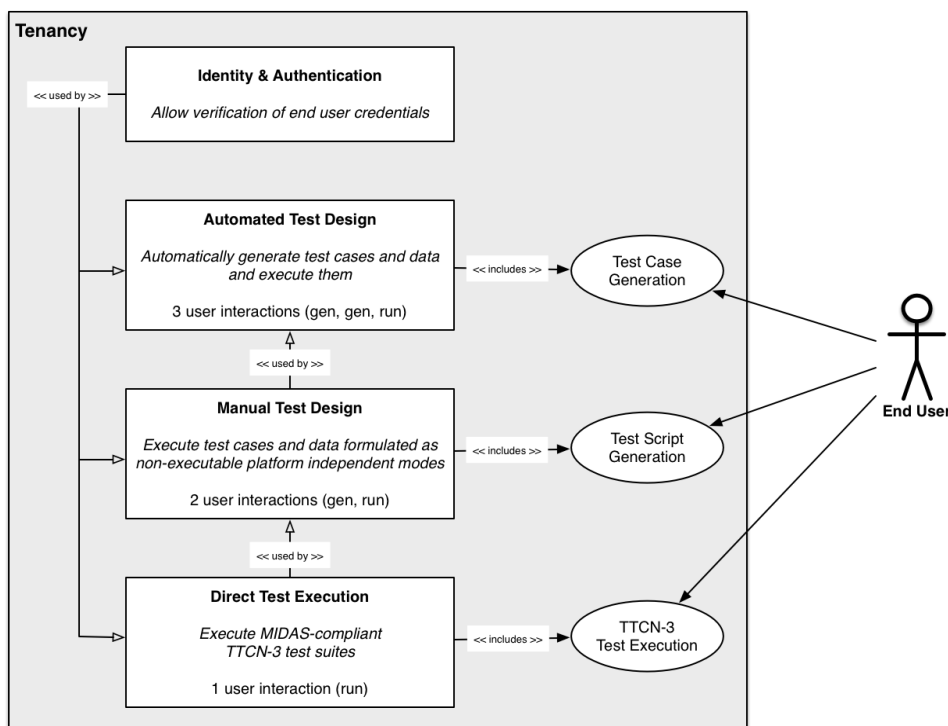 Tenancy
Identity & Authentication
<< used by >>
Allow verification of end user credentials
Automated Test Design
Automatically generate test cases and data
and execute them
3 user interactions (gen, gen, run)
<< includes >>
Test Case
Generation
<< used by >>
Manual Test Design
Execute test cases and data formulated as
non-executable platform independent modes
2 user interactions (gen, run)
<< includes >>
Test Script
Generation
End User
<< used by >>
Direct Test Execution
Execute MIDAS-compliant
TTCN-3 test suites
1 user interaction (run)
<< includes >>
TTCN-3
Test Execution